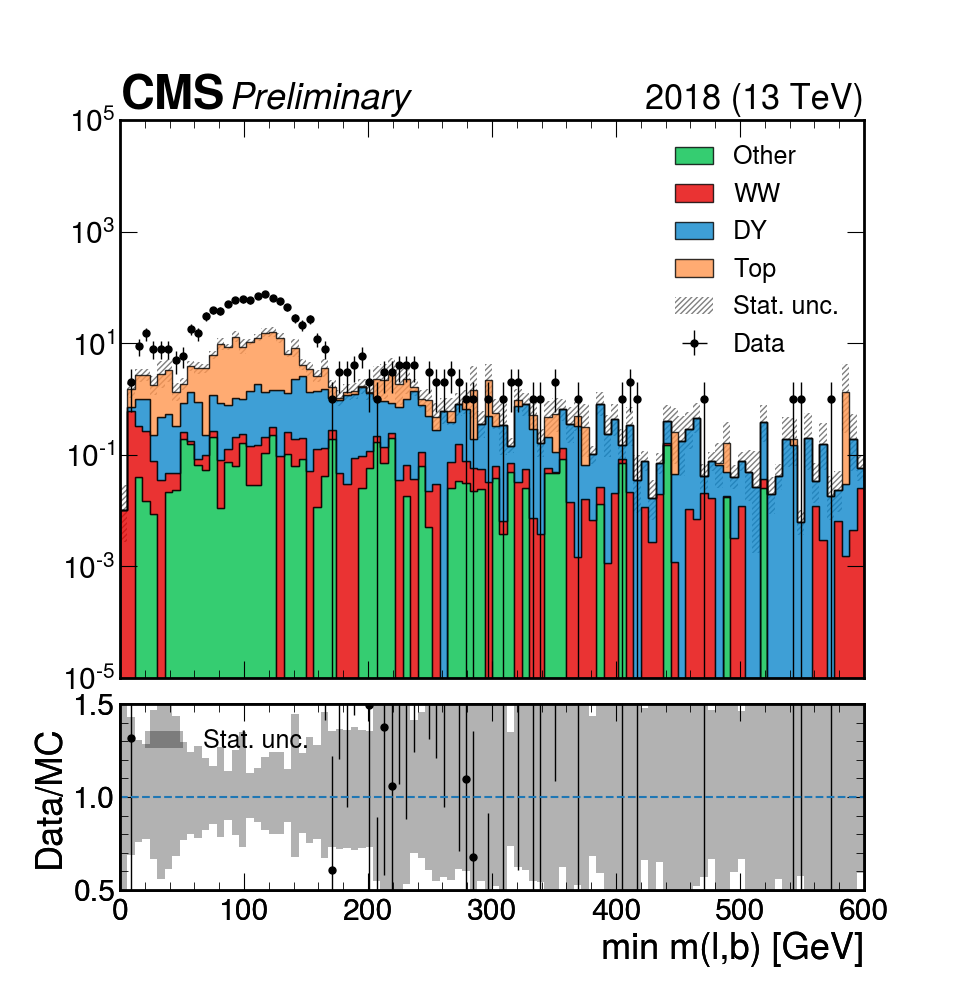 CMS Preliminary 2018 (13 TeV)
10^5
10^3
10^1
10^-1
10^-3
10^-5
Other
WW
DY
Top
Stat. unc.
Data
Data/MC
1.5
1.0
0.5
Stat. unc.
0 100 200 300 400 500 600
min m(l,b) [GeV]